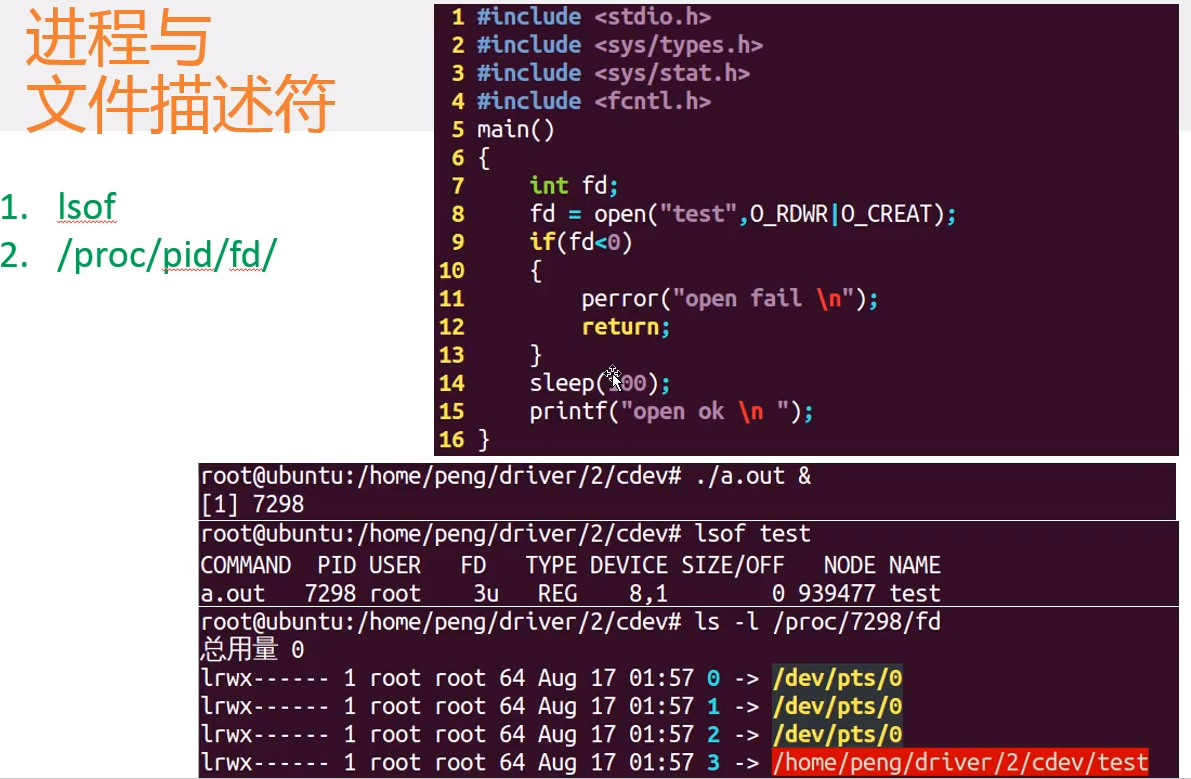 进程与
文件描述符
1. lsof
2. /proc/pid/fd/
1 #include <stdio.h>
2 #include <sys/types.h>
3 #include <sys/stat.h>
4 #include <fcntl.h>
5 main()
6 {
7     int fd;
8     fd = open("test",O_RDWR|O_CREAT);
9     if(fd<0)
10     {
11         perror("open fail \n");
12         return;
13     }
14     sleep(100);
15     printf("open ok \n ");
16 }
root@ubuntu:/home/peng/driver/2/cdev# ./a.out &
[1] 7298
root@ubuntu:/home/peng/driver/2/cdev# lsof test
COMMAND  PID USER   FD   TYPE DEVICE SIZE/OFF   NODE NAME
a.out   7298 root    3u   REG    8,1        0 939477 test
root@ubuntu:/home/peng/driver/2/cdev# ls -l /proc/7298/fd
总用量 0
lrwx------ 1 root root 64 Aug 17 01:57 0 -> /dev/pts/0
lrwx------ 1 root root 64 Aug 17 01:57 1 -> /dev/pts/0
lrwx------ 1 root root 64 Aug 17 01:57 2 -> /dev/pts/0
lrwx------ 1 root root 64 Aug 17 01:57 3 -> /home/peng/driver/2/cdev/test